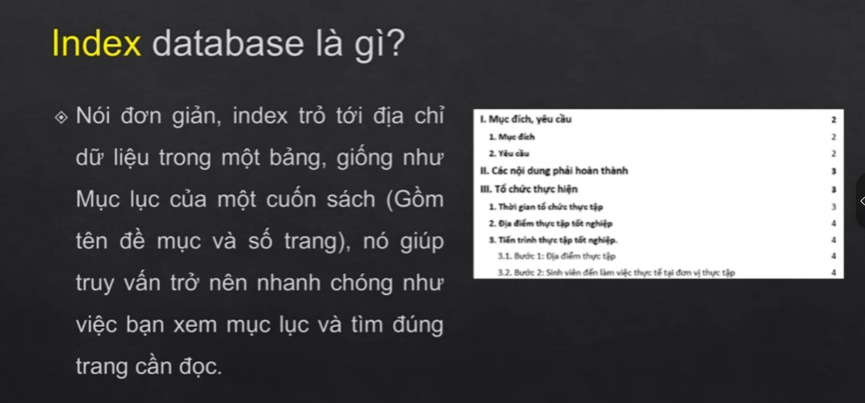 Index database là gì?
Nói đơn giản, index trỏ tới địa chỉ
dữ liệu trong một bảng, giống như
Mục lục của một cuốn sách (Gồm
tên đề mục và số trang), nó giúp
truy vấn trở nên nhanh chóng như
việc bạn xem mục lục và tìm đúng
trang cần đọc.
I. Mục đích, yêu cầu 2
1. Mục đích 2
2. Yêu cầu 2
II. Các nội dung phải hoàn thành 3
III. Tổ chức thực hiện 3
1. Thời gian tổ chức thực tập 3
2. Địa điểm thực tập tốt nghiệp 4
3. Tiến trình thực tập tốt nghiệp. 4
3.1. Bước 1: Địa điểm thực tập 4
3.2. Bước 2: Sinh viên đến làm việc thực tế tại đơn vị thực tập 4